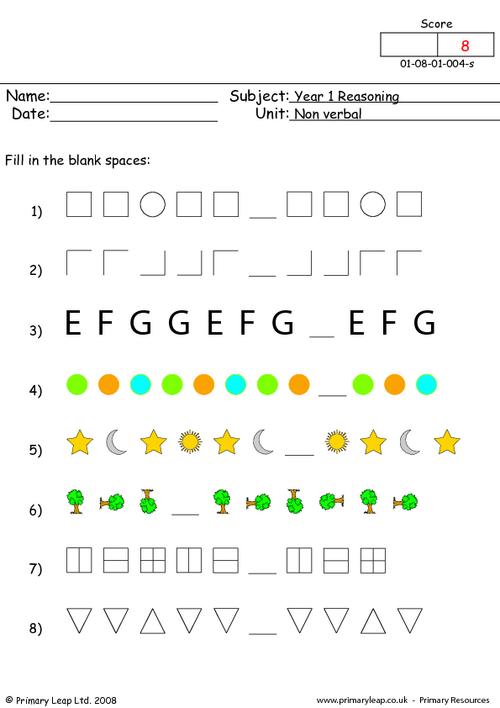 Score
8
01-08-01-004-s
Name: Subject: Year 1 Reasoning
Date: Unit: Non verbal
Fill in the blank spaces:
1)
2)
3) E F G G E F G __ E F G
4)
5)
6)
7)
8)
© Primary Leap Ltd. 2008 www.primaryleap.co.uk - Primary Resources